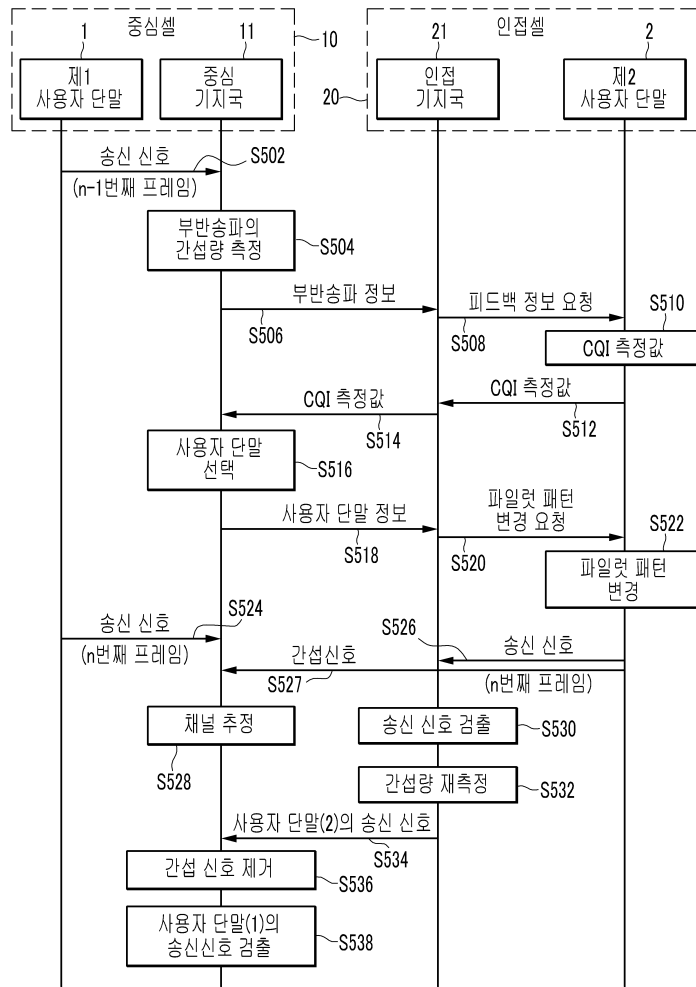 중심셀
인접셀
1
11
10
21
2
20
제1
사용자 단말
중심
기지국
인접
기지국
제2
사용자 단말
송신 신호
S502
(n-1번째 프레임)
부반송파의
간섭량 측정
S504
부반송파 정보
S506
피드백 정보 요청
S508
S510
CQI 측정값
CQI 측정값
S512
CQI 측정값
S514
사용자 단말
선택
S516
사용자 단말 정보
S518
파일럿 패턴
변경 요청
S520
S522
파일럿 패턴
변경
송신 신호
S524
(n번째 프레임)
S526
송신 신호
간섭신호
S527
(n번째 프레임)
채널 추정
S528
송신 신호 검출
S530
간섭량 재측정
S532
사용자 단말(2)의 송신 신호
S534
간섭 신호 제거
S536
사용자 단말(1)의
송신신호 검출
S538